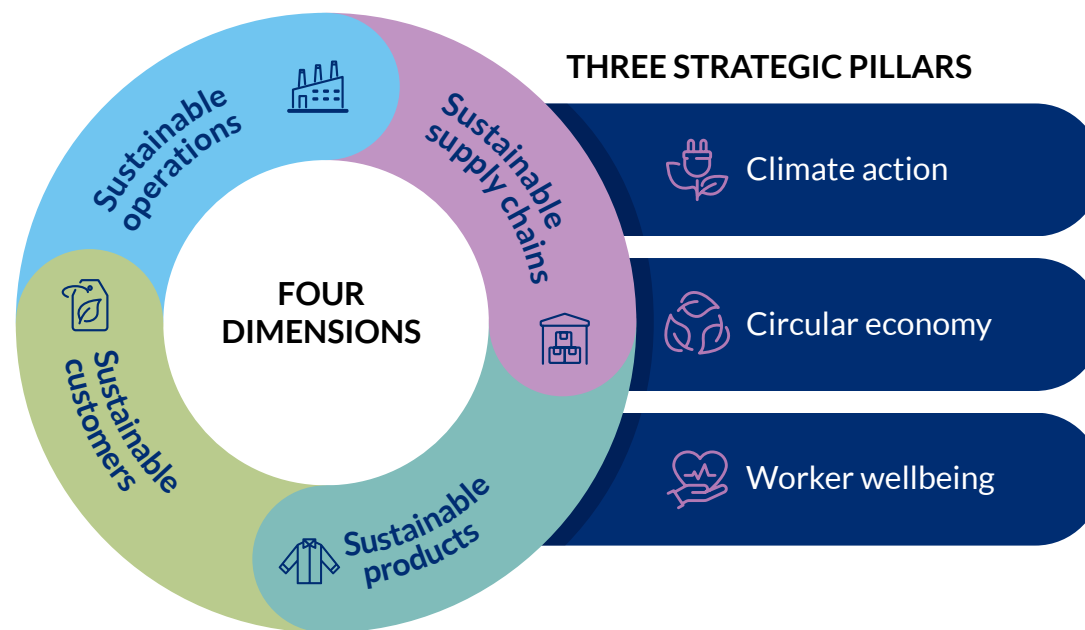 THREE STRATEGIC PILLARS
Sustainable
operations
Sustainable
supply chains
FOUR
DIMENSIONS
Sustainable
customers
Sustainable
products
Climate action
Circular economy
Worker wellbeing